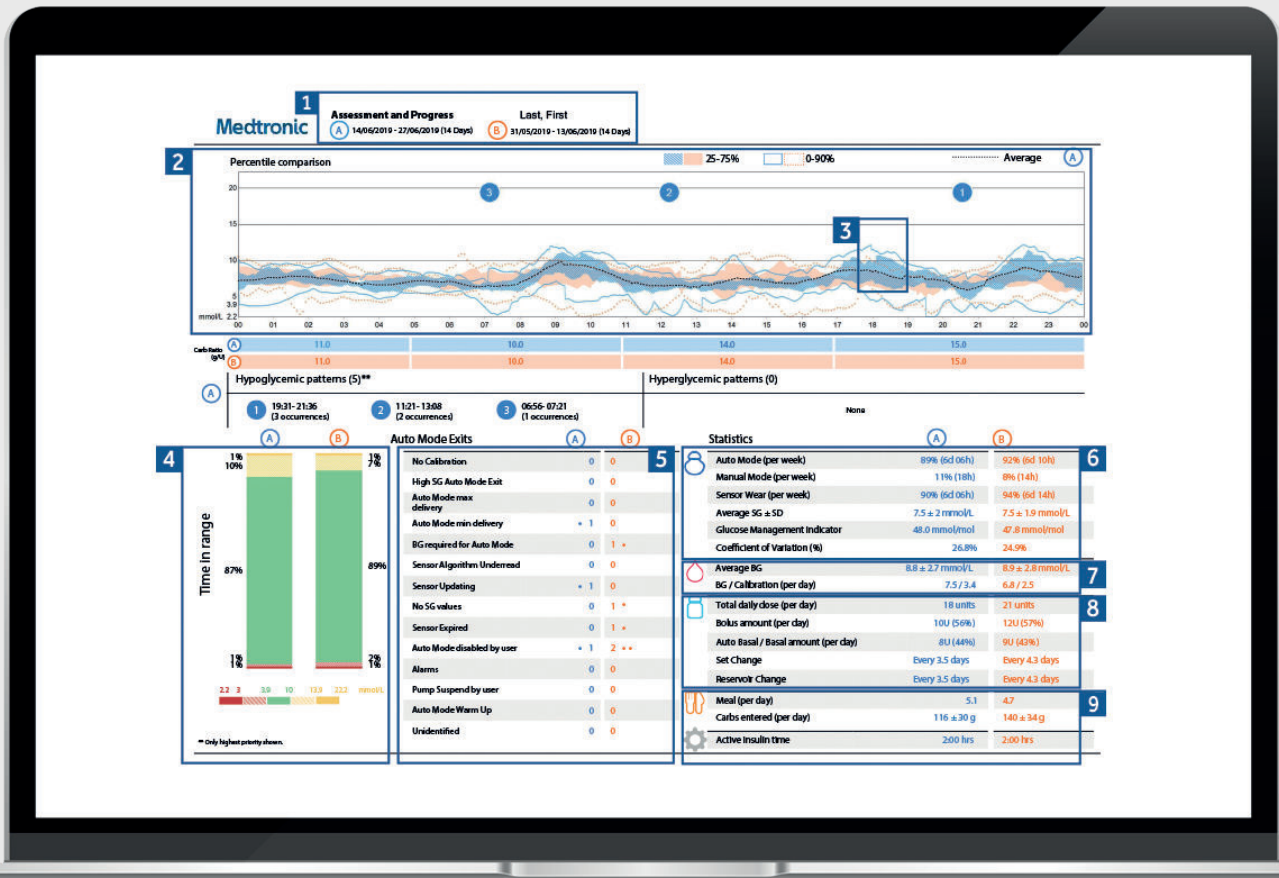 1
Assessment and Progress Last, First
Medtronic A 14/06/2019 - 27/06/2019 (14 Days) B 31/05/2019 - 13/06/2019 (14 Days)
2
Percentile comparison 25-75% 0-90% Average A
20
3 2 1
15
3
10
5
3.9
mmol/L 2.2
00 01 02 03 04 05 06 07 08 09 10 11 12 13 14 15 16 17 18 19 20 21 22 23 00
Carb Ratio
(g/U)
A 11.0 10.0 14.0 15.0
B 11.0 10.0 14.0 15.0
Hypoglycemic patterns (5)** Hyperglycemic patterns (0)
A
1 19:31- 21:36 2 11:21- 13:08 3 06:56- 07:21 None
(3 occurrences) (2 occurrences) (1 occurrences)
4
A B
1% 1%
10% 7%
Time in range
87% 89%
1% 2%
1% 1%
2.2 3 3.9 10 13.9 22.2 mmol/L
** Only highest priority shown.
Auto Mode Exits A B
5
No Calibration 0 0
High SG Auto Mode Exit 0 0
Auto Mode max
delivery 0 0
Auto Mode min delivery • 1 0
BG required for Auto Mode 0 1 •
Sensor Algorithm Underread 0 0
Sensor Updating • 1 0
No SG values 0 1 •
Sensor Expired 0 1 •
Auto Mode disabled by user • 1 2 • •
Alarms 0 0
Pump Suspend by user 0 0
Auto Mode Warm Up 0 0
Unidentified 0 0
Statistics A B
6
Auto Mode (per week) 89% (6d 06h) 92% (6d 10h)
Manual Mode (per week) 11% (18h) 8% (14h)
Sensor Wear (per week) 90% (6d 06h) 94% (6d 14h)
Average SG ± SD 7.5 ± 2 mmol/L 7.5 ± 1.9 mmol/L
Glucose Management Indicator 48.0 mmol/mol 47.8 mmol/mol
Coefficient of Variation (%) 26.8% 24.9%
7
Average BG 8.8 ± 2.7 mmol/L 8.9 ± 2.8 mmol/L
BG / Calibration (per day) 7.5 / 3.4 6.8 / 2.5
8
Total daily dose (per day) 18 units 21 units
Bolus amount (per day) 10U (56%) 12U (57%)
Auto Basal / Basal amount (per day) 8U (44%) 9U (43%)
Set Change Every 3.5 days Every 4.3 days
Reservoir Change Every 3.5 days Every 4.3 days
9
Meal (per day) 5.1 4.7
Carbs entered (per day) 116 ± 30 g 140 ± 34 g
Active Insulin time 2:00 hrs 2:00 hrs